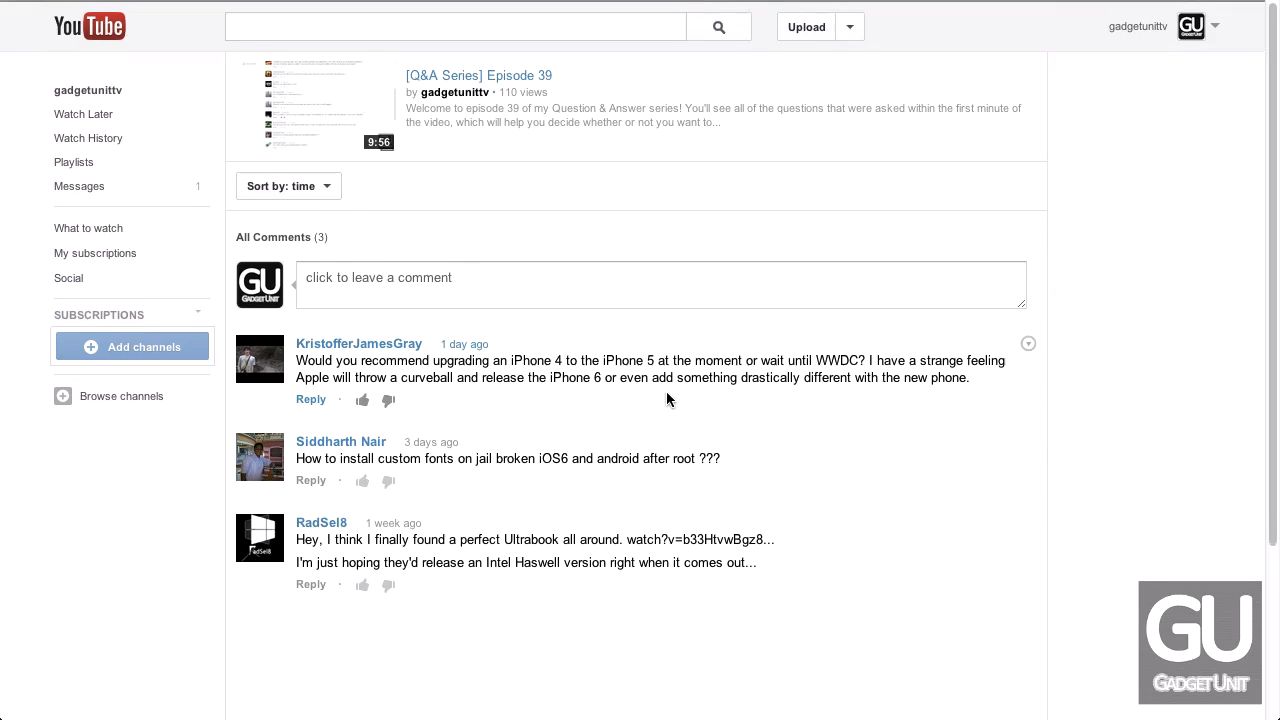 YouTube
Upload
gadgetunittv
GU
GADGETUNIT
gadgetunittv
Watch Later
Watch History
Playlists
Messages 1
What to watch
My subscriptions
Social
SUBSCRIPTIONS
Add channels
Browse channels
9:56
[Q&A Series] Episode 39
by gadgetunittv • 110 views
Welcome to episode 39 of my Question & Answer series! You'll see all of the questions that were asked within the first minute of
the video which will help you decide whether or not you want to...
Sort by: time
All Comments (3)
GU
GADGETUNIT
click to leave a comment
KristofferJamesGray 1 day ago
Would you recommend upgrading an iPhone 4 to the iPhone 5 at the moment or wait until WWDC? I have a strange feeling
Apple will throw a curveball and release the iPhone 6 or even add something drastically different with the new phone.
Reply ·
Siddharth Nair 3 days ago
How to install custom fonts on jail broken iOS6 and android after root ???
Reply ·
RadSel8 1 week ago
Hey, I think I finally found a perfect Ultrabook all around. watch?v=b33HtvwBgz8...
I'm just hoping they'd release an Intel Haswell version right when it comes out...
Reply ·
RadSel8
GU
GADGETUNIT